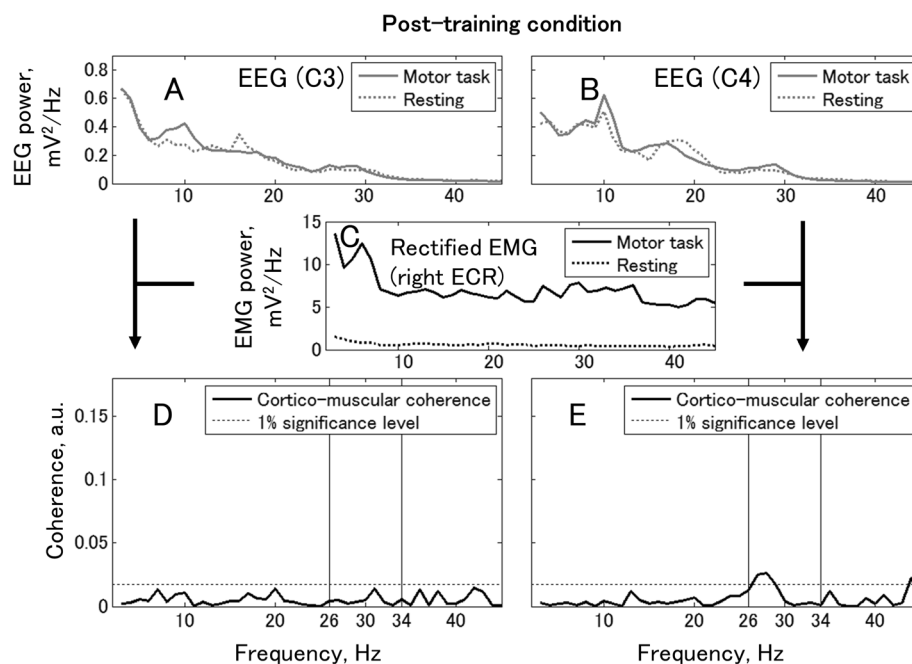 Post-training condition
EEG power,
mV²/Hz
0.8
0.6
0.4
0.2
0
A
EEG (C3)
Motor task
Resting
10
20
30
40
B
EEG (C4)
Motor task
Resting
10
20
30
40
EMG power,
mV²/Hz
15
10
5
0
C
Rectified EMG
(right ECR)
Motor task
Resting
10
20
30
40
Coherence, a.u.
0.15
0.1
0.05
0
D
Cortico-muscular coherence
1% significance level
10
20
26
30
34
40
Frequency, Hz
E
Cortico-muscular coherence
1% significance level
10
20
26
30
34
40
Frequency, Hz